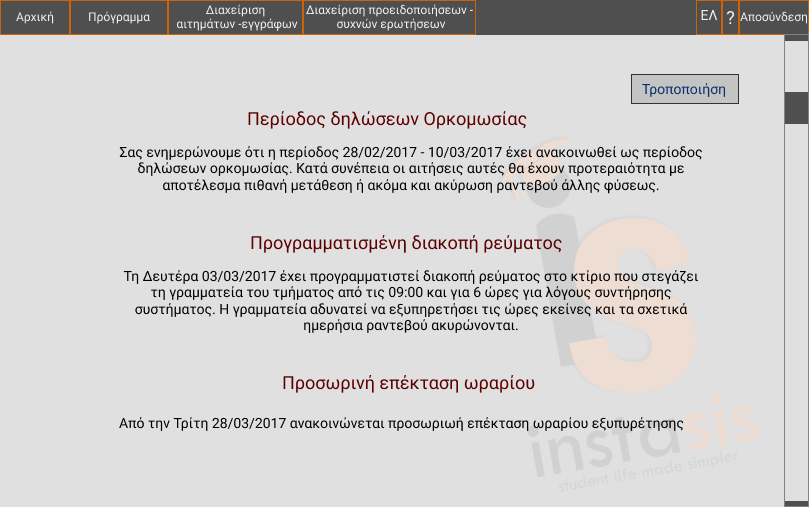 Αρχική
Πρόγραμμα
Διαχείριση
αιτημάτων -εγγράφων
Διαχείριση προειδοποιήσεων -
συχνών ερωτήσεων
ΕΛ
?
Αποσύνδεση
Τροποποιήση
Περίοδος δηλώσεων Ορκομωσίας
Σας ενημερώνουμε ότι η περίοδος 28/02/2017 - 10/03/2017 έχει ανακοινωθεί ως περίοδος
δηλώσεων ορκομωσίας. Κατά συνέπεια οι αιτήσεις αυτές θα έχουν προτεραιότητα με
αποτέλεσμα πιθανή μετάθεση ή ακόμα και ακύρωση ραντεβού άλλης φύσεως.
Προγραμματισμένη διακοπή ρεύματος
Τη Δευτέρα 03/03/2017 έχει προγραμματιστεί διακοπή ρεύματος στο κτίριο που στεγάζει
τη γραμματεία του τμήματος από τις 09:00 και για 6 ώρες για λόγους συντήρησης
συστήματος. Η γραμματεία αδυνατεί να εξυπηρετήσει τις ώρες εκείνες και τα σχετικά
ημερήσια ραντεβού ακυρώνονται.
Προσωρινή επέκταση ωραρίου
Από την Τρίτη 28/03/2017 ανακοινώνεται προσωριωή επέκταση ωραρίου εξυπυρέτησης
is
instasis
student life made simpler